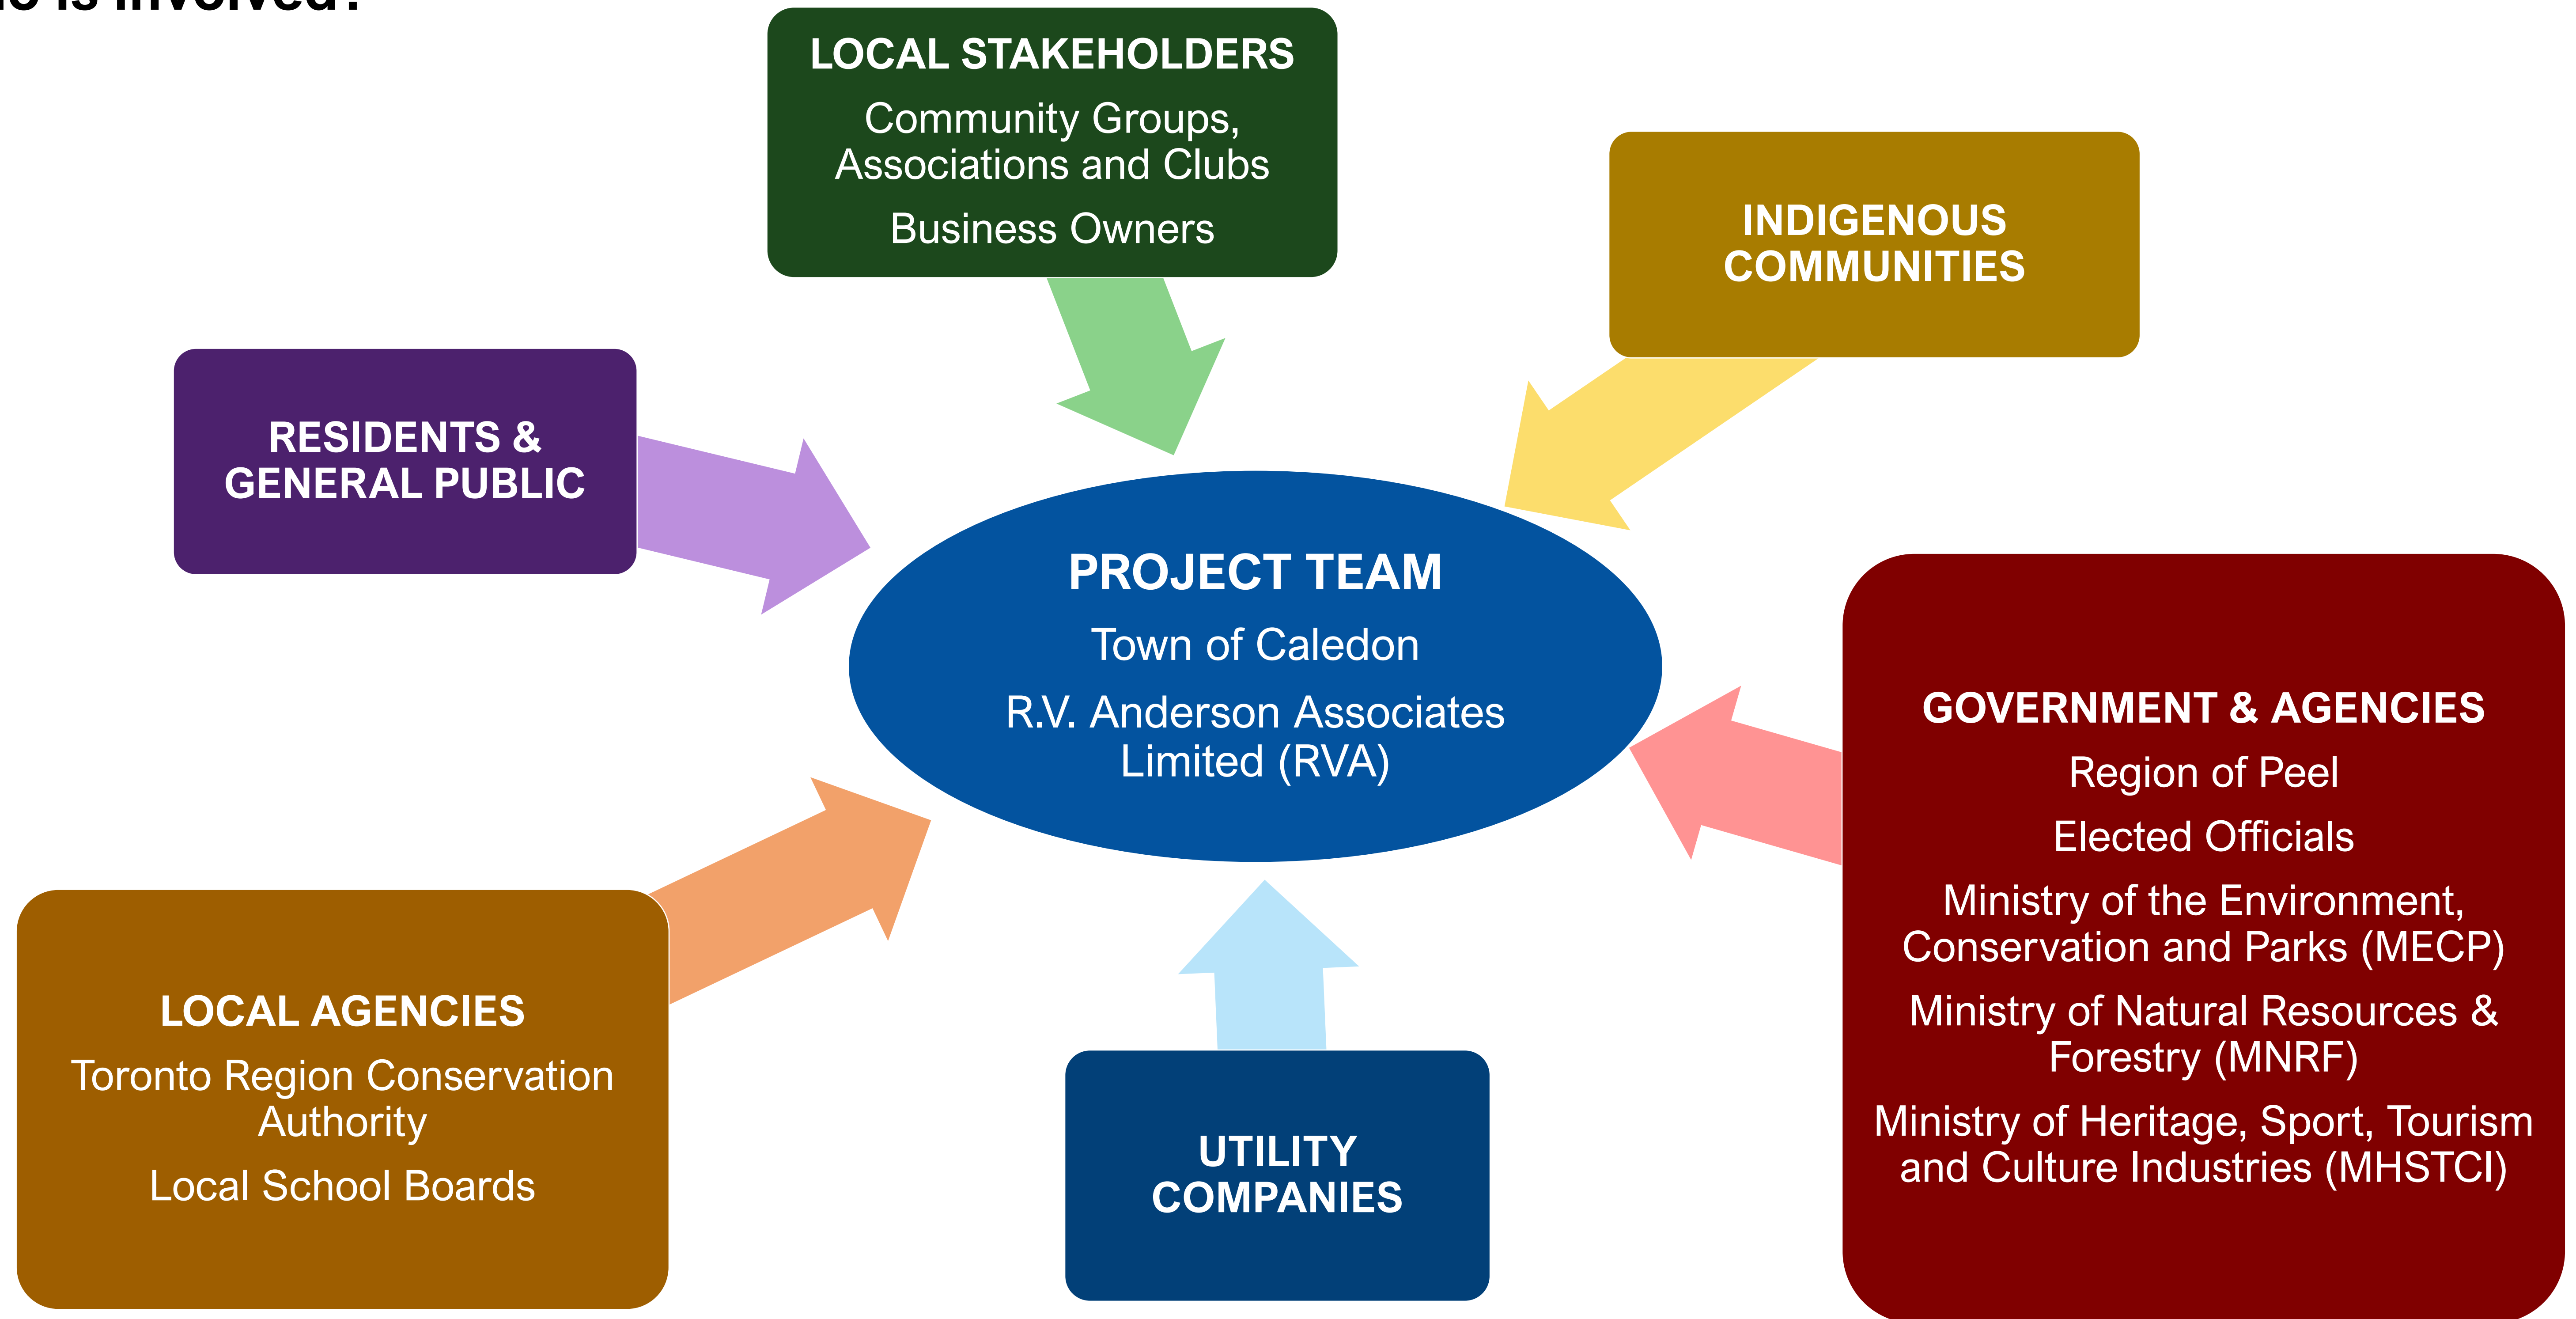 is involved?
LOCAL STAKEHOLDERS
Community Groups,
Associations and Clubs
Business Owners
INDIGENOUS
COMMUNITIES
RESIDENTS &
GENERAL PUBLIC
PROJECT TEAM
Town of Caledon
R.V. Anderson Associates
Limited (RVA)
GOVERNMENT & AGENCIES
Region of Peel
Elected Officials
Ministry of the Environment,
Conservation and Parks (MECP)
Ministry of Natural Resources &
Forestry (MNRF)
Ministry of Heritage, Sport, Tourism
and Culture Industries (MHSTCI)
LOCAL AGENCIES
Toronto Region Conservation
Authority
Local School Boards
UTILITY
COMPANIES